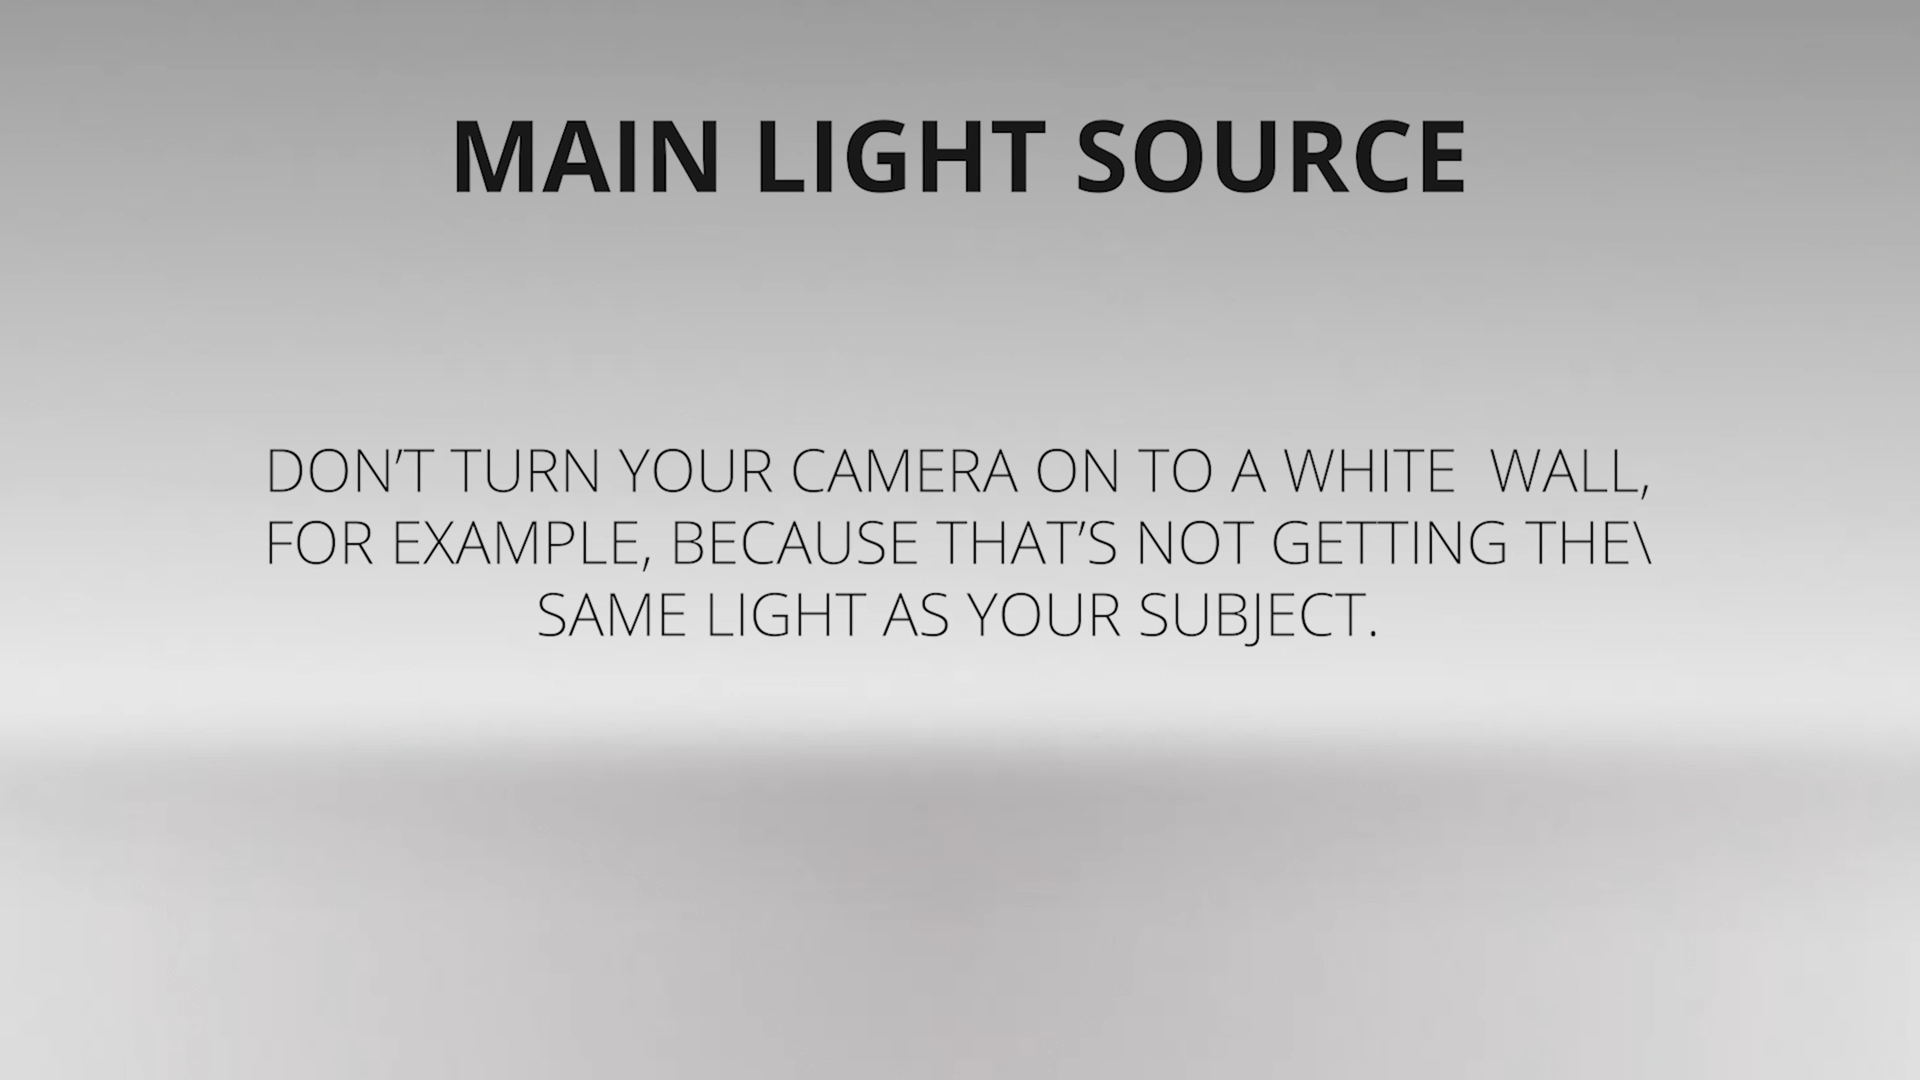 MAIN LIGHT SOURCE
DON’T TURN YOUR CAMERA ON TO A WHITE  WALL,
FOR EXAMPLE, BECAUSE THAT’S NOT GETTING THE\
SAME LIGHT AS YOUR SUBJECT.